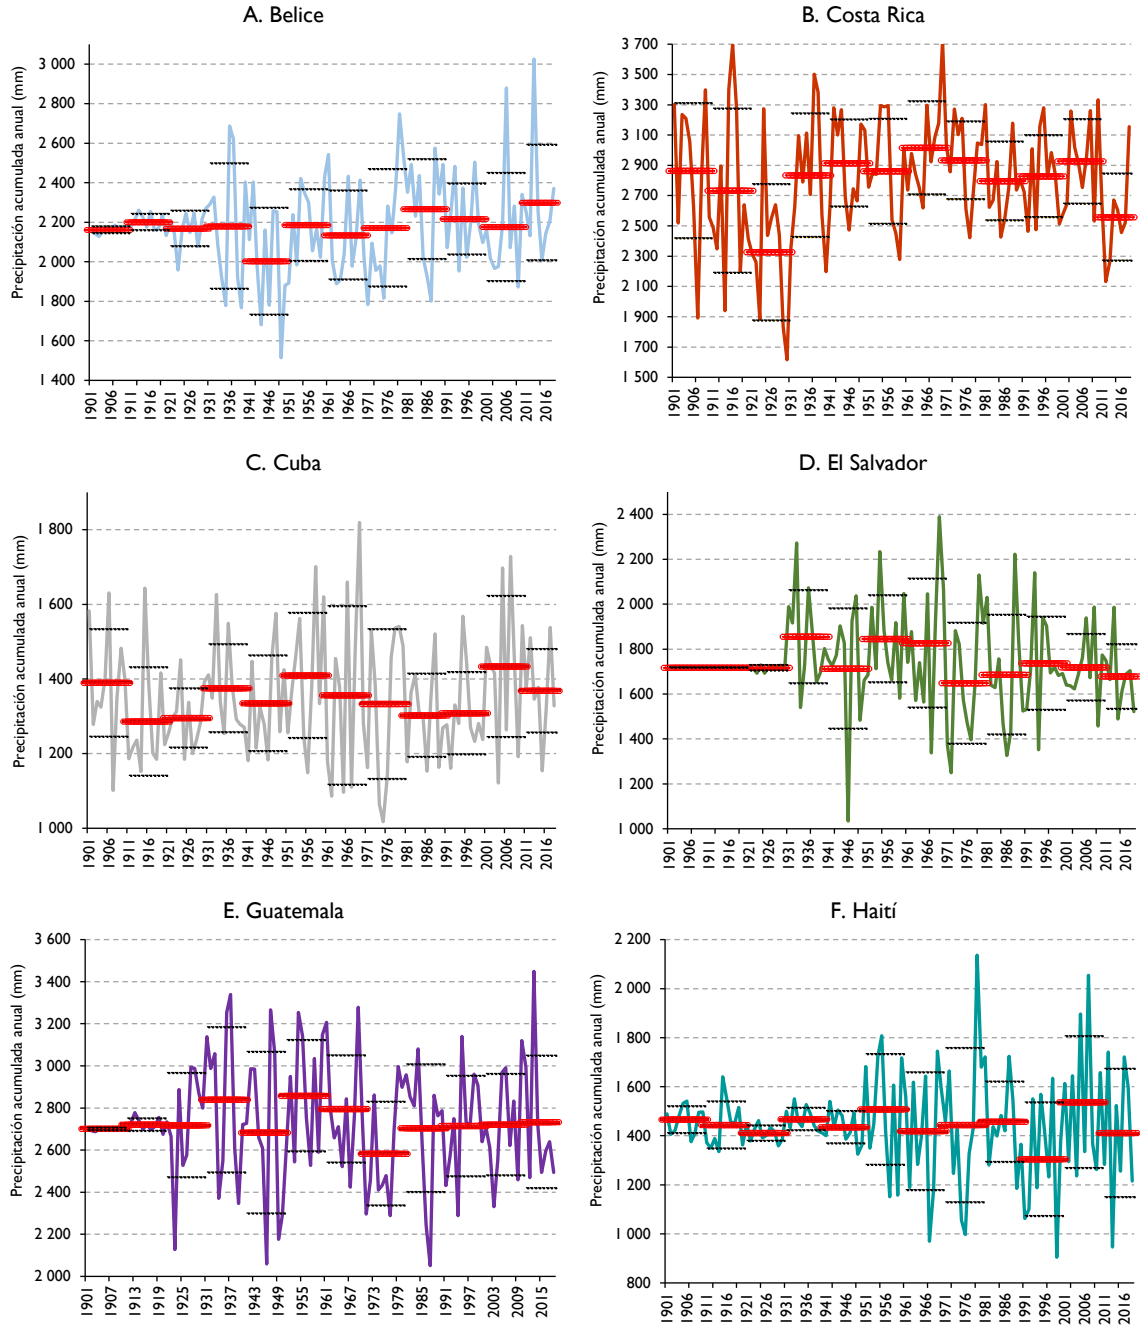 A. Belice
Precipitación acumulada anual (mm)
3 000
2 800
2 600
2 400
2 200
2 000
1 800
1 600
1 400
1901 1906 1911 1916 1921 1926 1931 1936 1941 1946 1951 1956 1961 1966 1971 1976 1981 1986 1991 1996 2001 2006 2011 2016
B. Costa Rica
Precipitación acumulada anual (mm)
3 700
3 500
3 300
3 100
2 900
2 700
2 500
2 300
2 100
1 900
1 700
1 500
1901 1906 1911 1916 1921 1926 1931 1936 1941 1946 1951 1956 1961 1966 1971 1976 1981 1986 1991 1996 2001 2006 2011 2016
C. Cuba
Precipitación acumulada anual (mm)
1 800
1 600
1 400
1 200
1 000
1901 1906 1911 1916 1921 1926 1931 1936 1941 1946 1951 1956 1961 1966 1971 1976 1981 1986 1991 1996 2001 2006 2011 2016
D. El Salvador
Precipitación acumulada anual (mm)
2 400
2 200
2 000
1 800
1 600
1 400
1 200
1 000
1901 1906 1911 1916 1921 1926 1931 1936 1941 1946 1951 1956 1961 1966 1971 1976 1981 1986 1991 1996 2001 2006 2011 2016
E. Guatemala
Precipitación acumulada anual (mm)
3 600
3 400
3 200
3 000
2 800
2 600
2 400
2 200
2 000
1901 1907 1913 1919 1925 1931 1937 1943 1949 1955 1961 1967 1973 1979 1985 1991 1997 2003 2009 2015
F. Haití
Precipitación acumulada anual (mm)
2 200
2 000
1 800
1 600
1 400
1 200
1 000
800
1901 1906 1911 1916 1921 1926 1931 1936 1941 1946 1951 1956 1961 1966 1971 1976 1981 1986 1991 1996 2001 2006 2011 2016